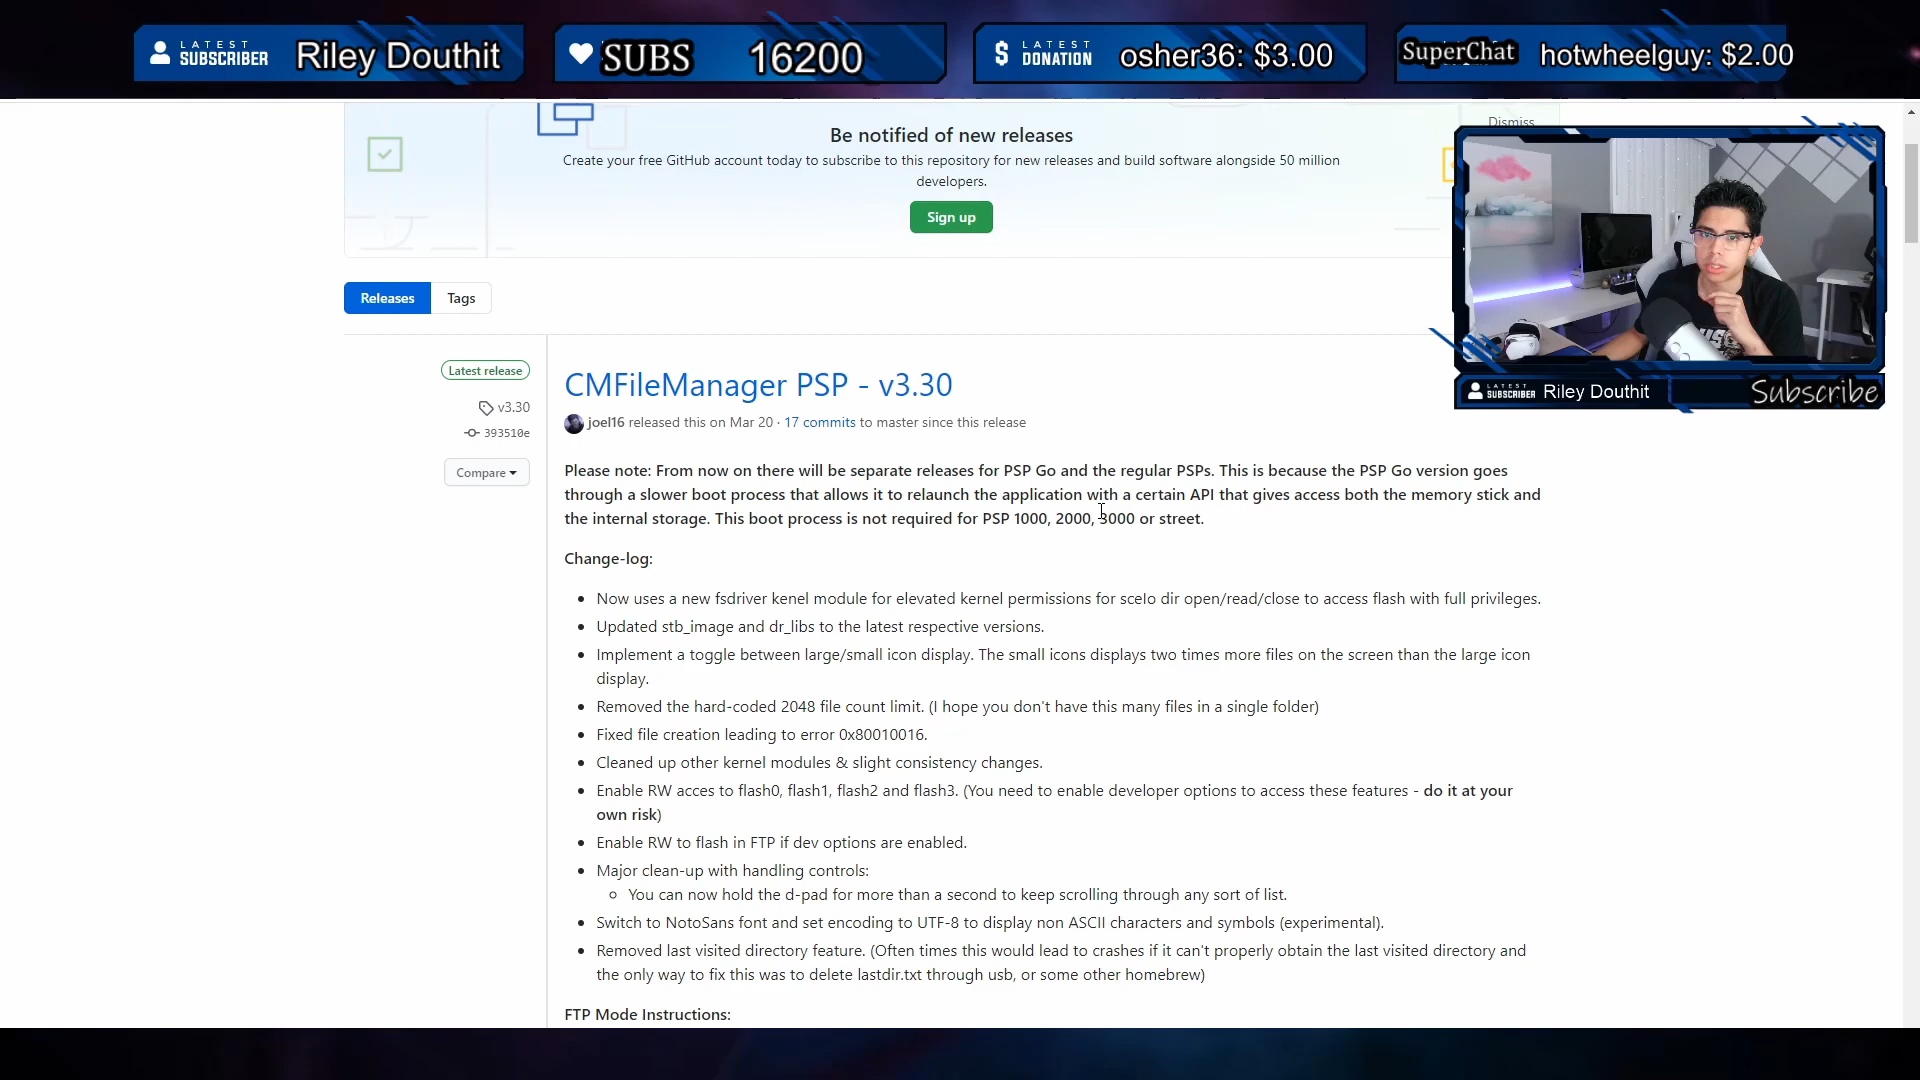 LATEST
SUBSCRIBER
Riley Douthit
SUBS
16200
LATEST
DONATION
osher36: $3.00
SuperChat
hotwheelguy: $2.00
Be notified of new releases
Dismiss
Create your free GitHub account today to subscribe to this repository for new releases and build software alongside 50 million
developers.
Sign up
Releases
Tags
LATEST
SUBSCRIBER
Riley Douthit
Subscribe
Latest release
v3.30
393510e
Compare
CMFileManager PSP - v3.30
joel16 released this on Mar 20 · 17 commits to master since this release
Please note: From now on there will be separate releases for PSP Go and the regular PSPs. This is because the PSP Go version goes
through a slower boot process that allows it to relaunch the application with a certain API that gives access both the memory stick and
the internal storage. This boot process is not required for PSP 1000, 2000, 3000 or street.
Change-log:
Now uses a new fsdriver kenel module for elevated kernel permissions for sceIo dir open/read/close to access flash with full privileges.
Updated stb_image and dr_libs to the latest respective versions.
Implement a toggle between large/small icon display. The small icons displays two times more files on the screen than the large icon
display.
Removed the hard-coded 2048 file count limit. (I hope you don't have this many files in a single folder)
Fixed file creation leading to error 0x80010016.
Cleaned up other kernel modules & slight consistency changes.
Enable RW acces to flash0, flash1, flash2 and flash3. (You need to enable developer options to access these features - do it at your
own risk)
Enable RW to flash in FTP if dev options are enabled.
Major clean-up with handling controls:
You can now hold the d-pad for more than a second to keep scrolling through any sort of list.
Switch to NotoSans font and set encoding to UTF-8 to display non ASCII characters and symbols (experimental).
Removed last visited directory feature. (Often times this would lead to crashes if it can't properly obtain the last visited directory and
the only way to fix this was to delete lastdir.txt through usb, or some other homebrew)
FTP Mode Instructions: